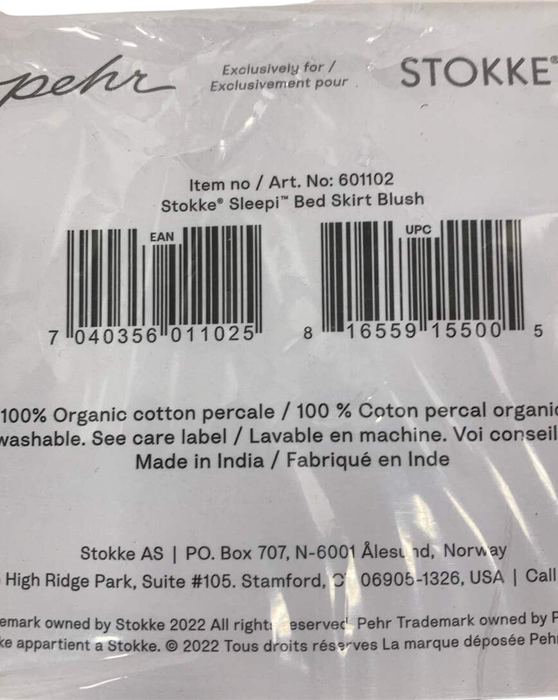 pehr
Exclusively for /
Exclusivement pour
STOKKE®
Item no / Art. No: 601102
Stokke® Sleepi™ Bed Skirt Blush
EAN
UPC
7 040356 011025
8 16559 15500 5
100% Organic cotton percale / 100 % Coton percal organic
washable. See care label / Lavable en machine. Voi conseil
Made in India / Fabriqué en Inde
Stokke AS | PO. Box 707, N-6001 Ålesund, Norway
High Ridge Park, Suite #105. Stamford, 06905-1326, USA | Call
emark owned by Stokke 2022 All rights reserved Pehr Trademark owned by P
ke appartient a Stokke. © 2022 Tous droits réserves La marque déposée Peh